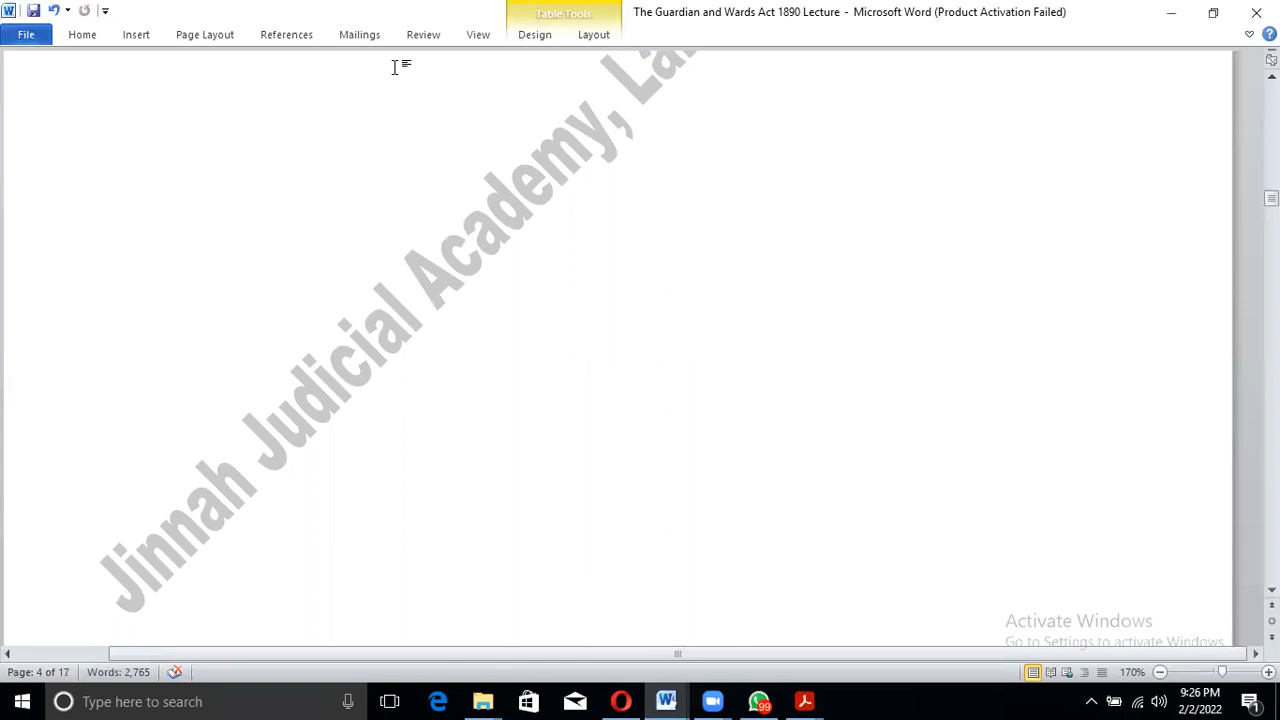 The Guardian and Wards Act 1890 Lecture - Microsoft Word (Product Activation Failed)
Table Tools
File Home Insert Page Layout References Mailings Review View Design Layout
Jinnah Judicial Academy, La
Activate Windows
Go to Settings to activate Windows.
Page: 4 of 17 Words: 2,765 170%
Type here to search
99
9:26 PM
2/2/2022
1